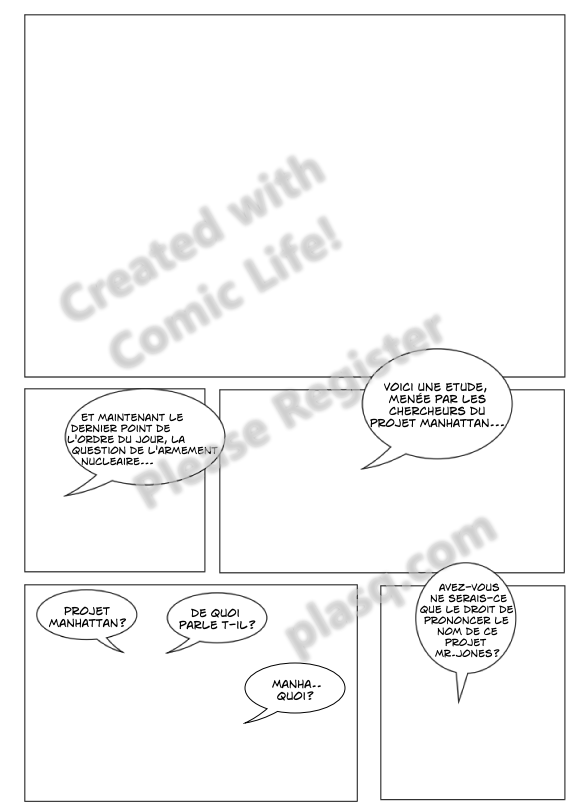 Created with
Comic Life!
Please Register
plasq.com
ET MAINTENANT LE
DERNIER POINT DE
L'ORDRE DU JOUR, LA
QUESTION DE L'ARMEMENT
NUCLEAIRE...
VOICI UNE ETUDE,
MENÉE PAR LES
CHERCHEURS DU
PROJET MANHATTAN...
PROJET
MANHATTAN?
DE QUOI
PARLE T-IL?
MANHA..
QUOI?
AVEZ-VOUS
NE SERAIS-CE
QUE LE DROIT DE
PRONONCER LE
NOM DE CE
PROJET
MR.JONES?